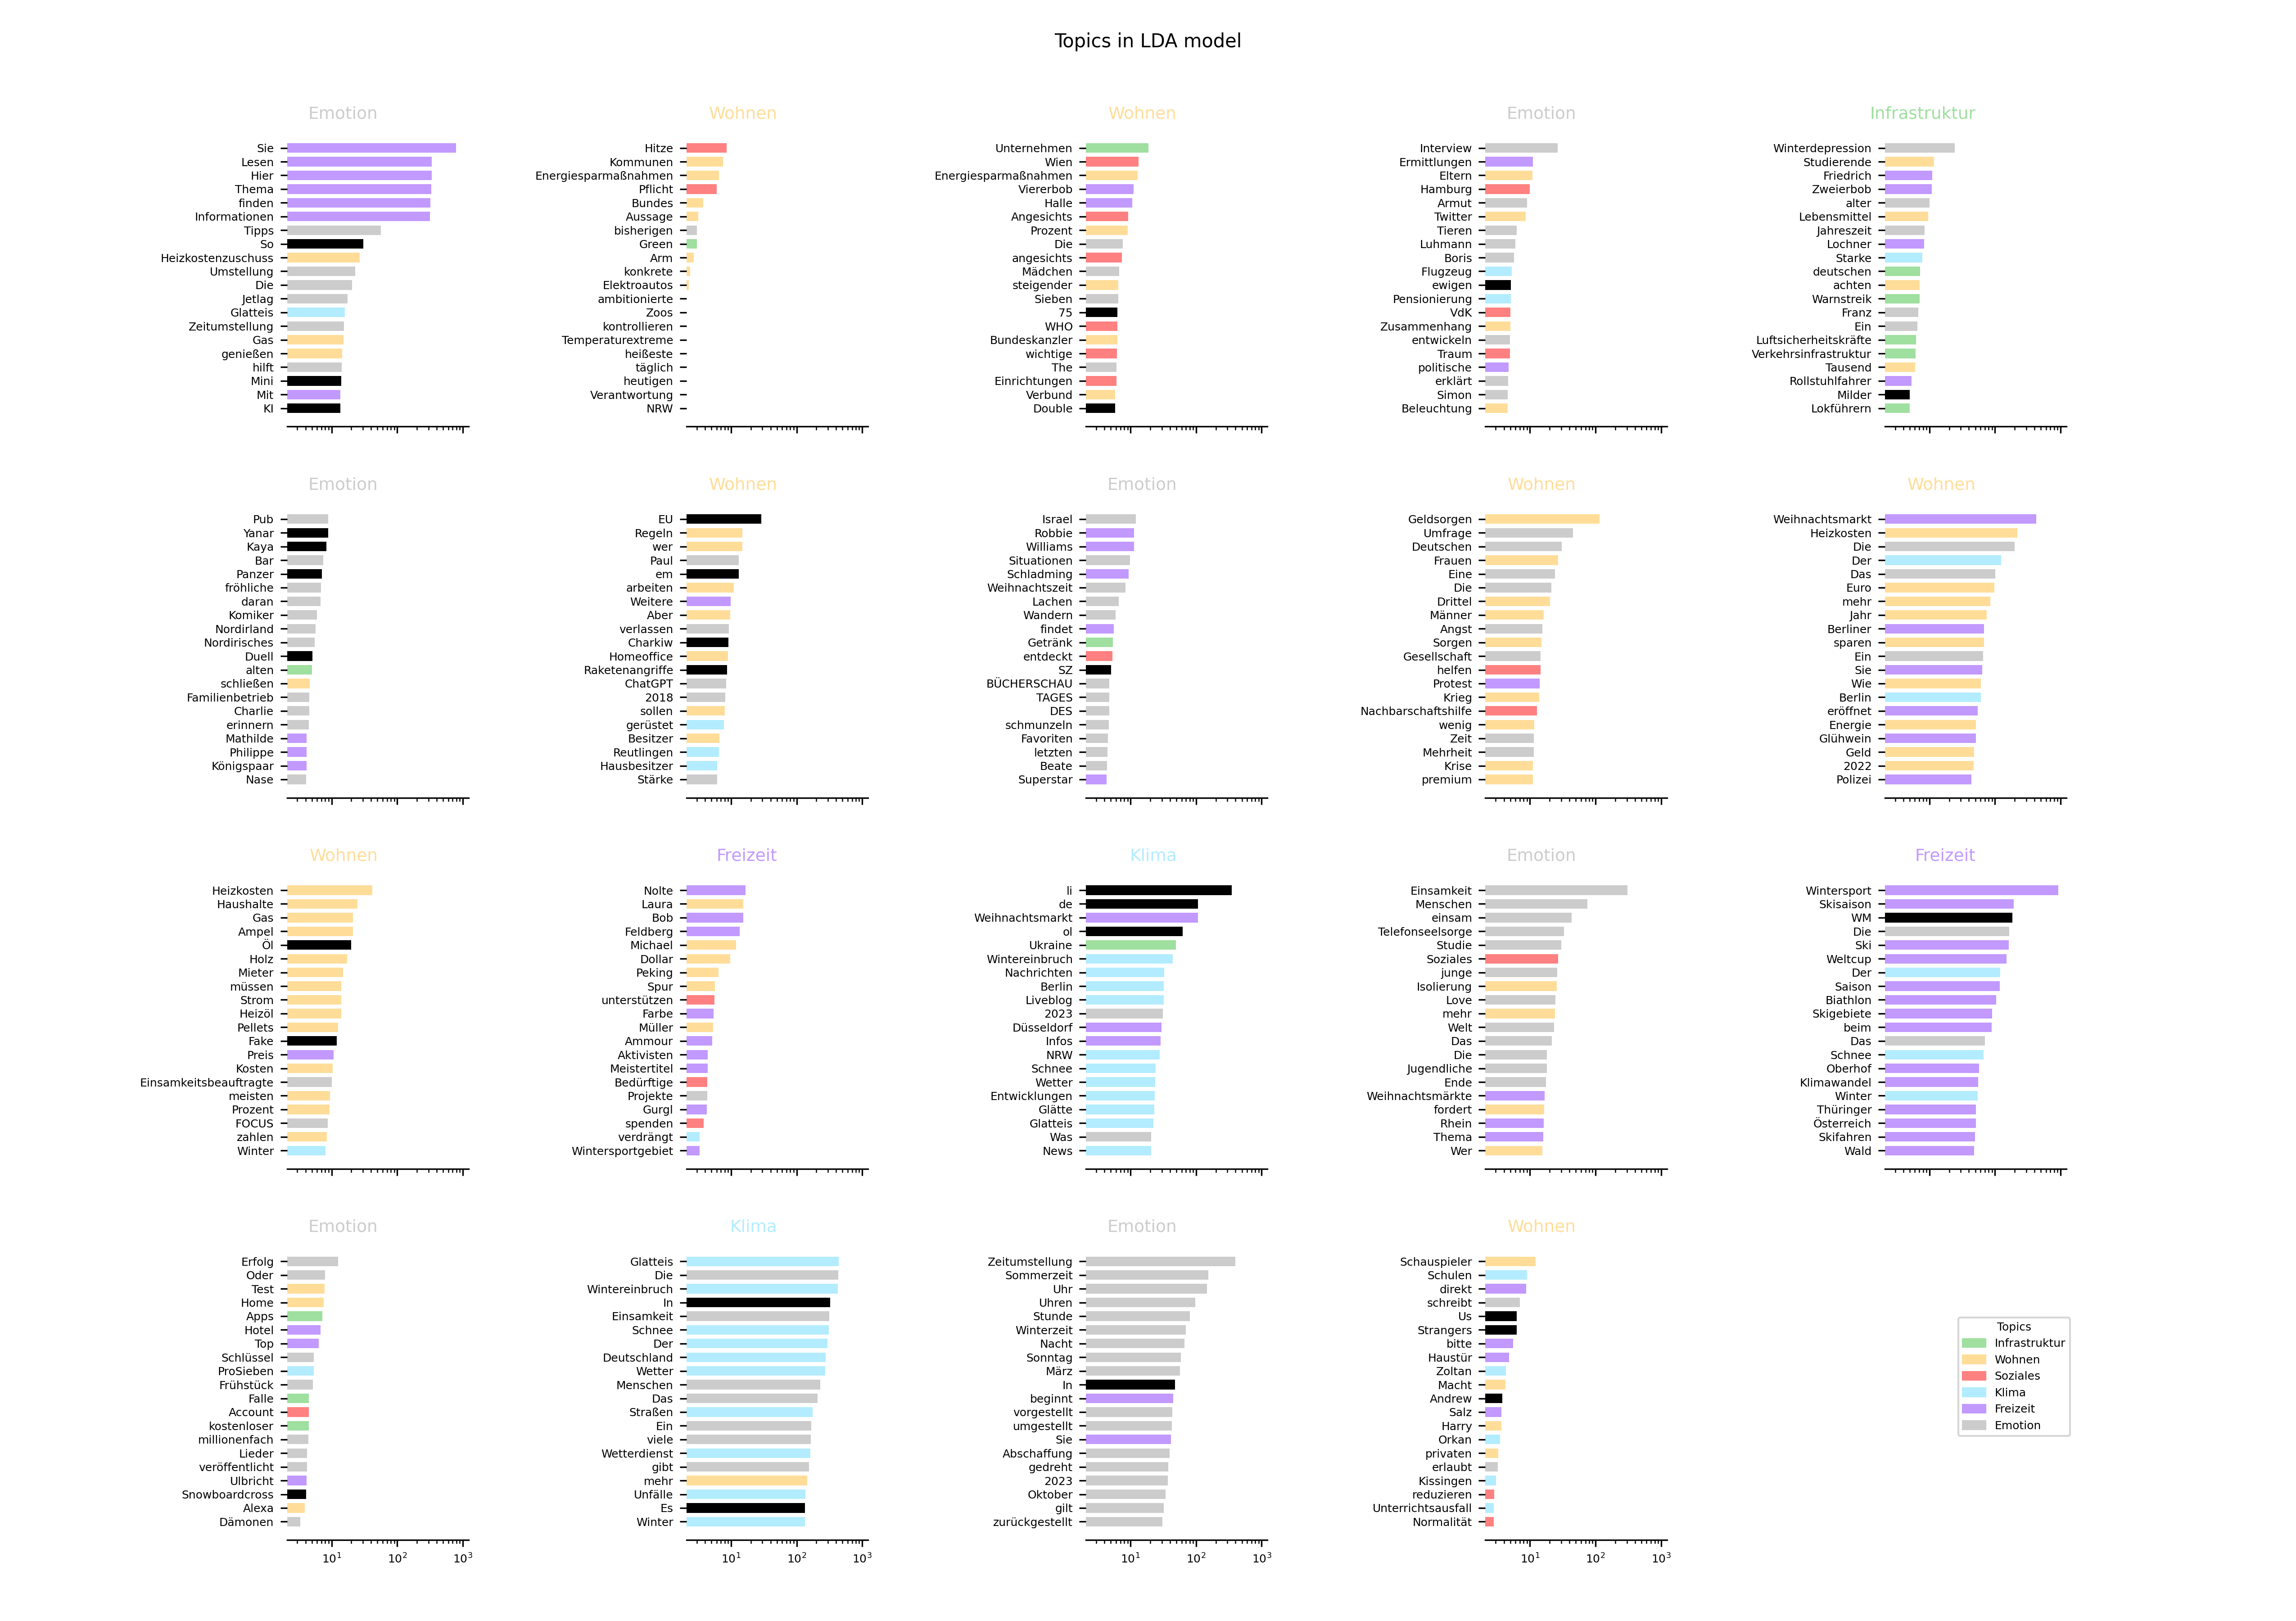 Topics in LDA model
Emotion
Sie
Lesen
Hier
Thema
finden
Informationen
Tipps
So
Heizkostenzuschuss
Umstellung
Die
Jetlag
Glatteis
Zeitumstellung
Gas
genießen
hilft
Mini
Mit
KI
Wohnen
Hitze
Kommunen
Energiesparmaßnahmen
Pflicht
Bundes
Aussage
bisherigen
Green
Arm
konkrete
Elektroautos
ambitionierte
Zoos
kontrollieren
Temperaturextreme
heißeste
täglich
heutigen
Verantwortung
NRW
Wohnen
Unternehmen
Wien
Energiesparmaßnahmen
Viererbob
Halle
Angesichts
Prozent
Die
angesichts
Mädchen
steigender
Sieben
75
WHO
Bundeskanzler
wichtige
The
Einrichtungen
Verbund
Double
Emotion
Interview
Ermittlungen
Eltern
Hamburg
Armut
Twitter
Tieren
Luhmann
Boris
Flugzeug
ewigen
Pensionierung
VdK
Zusammenhang
entwickeln
Traum
politische
erklärt
Simon
Beleuchtung
Infrastruktur
Winterdepression
Studierende
Friedrich
Zweierbob
alter
Lebensmittel
Jahreszeit
Lochner
Starke
deutschen
achten
Warnstreik
Franz
Ein
Luftsicherheitskräfte
Verkehrsinfrastruktur
Tausend
Rollstuhlfahrer
Milder
Lokführern
Emotion
Pub
Yanar
Kaya
Bar
Panzer
fröhliche
daran
Komiker
Nordirland
Nordirisches
Duell
alten
schließen
Familienbetrieb
Charlie
erinnern
Mathilde
Philippe
Königspaar
Nase
Wohnen
EU
Regeln
wer
Paul
em
arbeiten
Weitere
Aber
verlassen
Charkiw
Homeoffice
Raketenangriffe
ChatGPT
2018
sollen
gerüstet
Besitzer
Reutlingen
Hausbesitzer
Stärke
Emotion
Israel
Robbie
Williams
Situationen
Schladming
Weihnachtszeit
Lachen
Wandern
findet
Getränk
entdeckt
SZ
BÜCHERSCHAU
TAGES
DES
schmunzeln
Favoriten
letzten
Beate
Superstar
Wohnen
Geldsorgen
Umfrage
Deutschen
Frauen
Eine
Die
Drittel
Männer
Angst
Sorgen
Gesellschaft
helfen
Protest
Krieg
Nachbarschaftshilfe
wenig
Zeit
Mehrheit
Krise
premium
Wohnen
Weihnachtsmarkt
Heizkosten
Die
Der
Das
Euro
mehr
Jahr
Berliner
sparen
Ein
Sie
Wie
Berlin
eröffnet
Energie
Glühwein
Geld
2022
Polizei
Wohnen
Heizkosten
Haushalte
Gas
Ampel
Öl
Holz
Mieter
müssen
Strom
Heizöl
Pellets
Fake
Preis
Kosten
Einsamkeitsbeauftragte
meisten
Prozent
FOCUS
zahlen
Winter
Freizeit
Nolte
Laura
Bob
Feldberg
Michael
Dollar
Peking
Spur
unterstützen
Farbe
Müller
Ammour
Aktivisten
Meistertitel
Bedürftige
Projekte
Gurgl
spenden
verdrängt
Wintersportgebiet
Klima
li
de
Weihnachtsmarkt
ol
Ukraine
Wintereinbruch
Nachrichten
Berlin
Liveblog
2023
Düsseldorf
Infos
NRW
Schnee
Wetter
Entwicklungen
Glätte
Glatteis
Was
News
Emotion
Einsamkeit
Menschen
einsam
Telefonseelsorge
Studie
Soziales
junge
Isolierung
Love
mehr
Welt
Das
Die
Jugendliche
Ende
Weihnachtsmärkte
fordert
Rhein
Thema
Wer
Freizeit
Wintersport
Skisaison
WM
Die
Ski
Weltcup
Der
Saison
Biathlon
Skigebiete
beim
Das
Schnee
Oberhof
Klimawandel
Winter
Thüringer
Österreich
Skifahren
Wald
Emotion
Erfolg
Oder
Test
Home
Apps
Hotel
Top
Schlüssel
ProSieben
Frühstück
Falle
Account
kostenloser
millionenfach
Lieder
veröffentlicht
Ulbricht
Snowboardcross
Alexa
Dämonen
10¹ 10² 10³
Klima
Glatteis
Die
Wintereinbruch
In
Einsamkeit
Schnee
Der
Deutschland
Wetter
Menschen
Das
Straßen
Ein
viele
Wetterdienst
gibt
mehr
Unfälle
Es
Winter
10¹ 10² 10³
Emotion
Zeitumstellung
Sommerzeit
Uhr
Uhren
Stunde
Winterzeit
Nacht
Sonntag
März
In
beginnt
vorgestellt
umgestellt
Sie
Abschaffung
gedreht
2023
Oktober
gilt
zurückgestellt
10¹ 10² 10³
Wohnen
Schauspieler
Schulen
direkt
schreibt
Us
Strangers
bitte
Haustür
Zoltan
Macht
Andrew
Salz
Harry
Orkan
privaten
erlaubt
Kissingen
reduzieren
Unterrichtsausfall
Normalität
10¹ 10² 10³
Topics
Infrastruktur
Wohnen
Soziales
Klima
Freizeit
Emotion